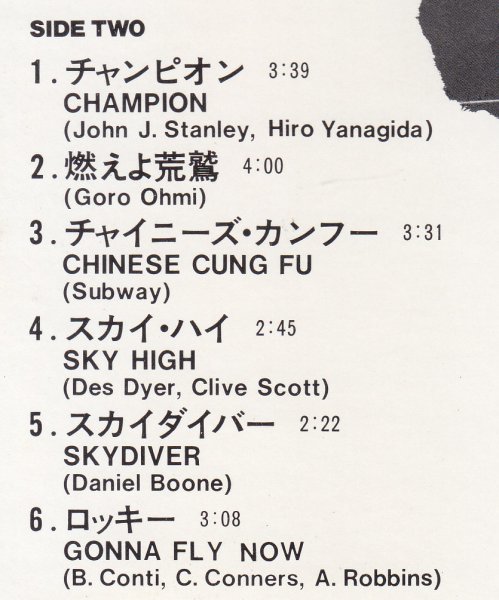 SIDE TWO
1. チャンピオン 3:39
CHAMPION
(John J. Stanley, Hiro Yanagida)
2. 燃えよ荒鷲 4:00
(Goro Ohmi)
3. チャイニーズ・カンフー 3:31
CHINESE CUNG FU
(Subway)
4. スカイ・ハイ 2:45
SKY HIGH
(Des Dyer, Clive Scott)
5. スカイダイバー 2:22
SKYDIVER
(Daniel Boone)
6. ロッキー 3:08
GONNA FLY NOW
(B. Conti, C. Conners, A. Robbins)